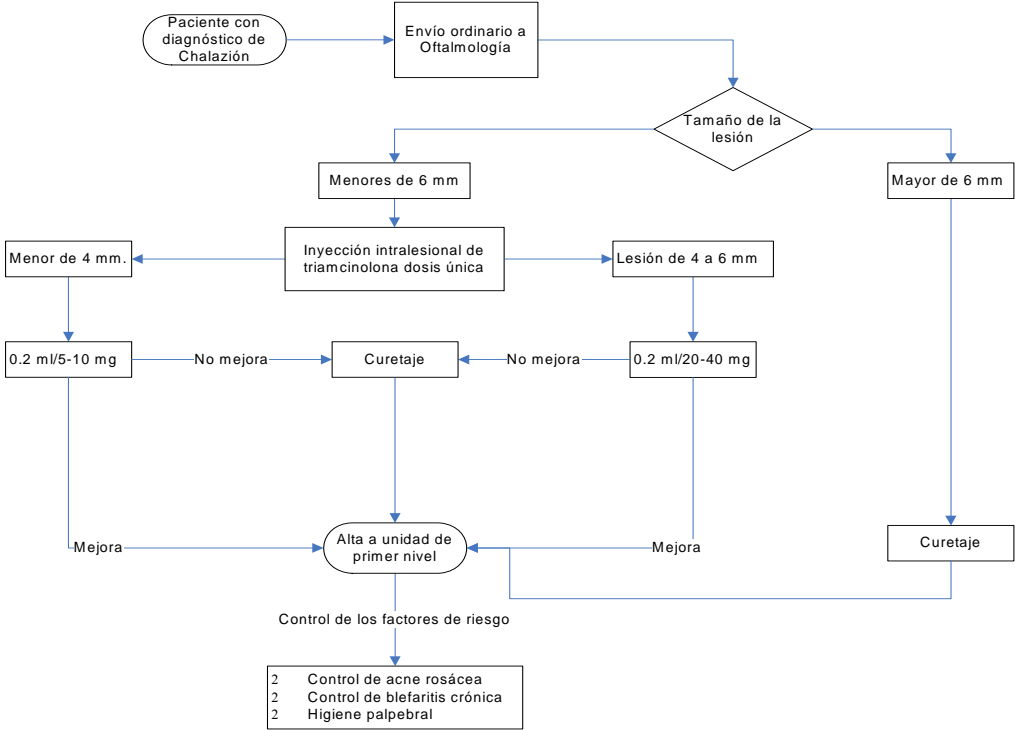 Paciente con
diagnóstico de
Chalazión
Envío ordinario a
Oftalmología
Tamaño de la
lesión
Menores de 6 mm
Mayor de 6 mm
Inyección intralesional de
triamcinolona dosis única
Menor de 4 mm.
Lesión de 4 a 6 mm
0.2 ml/5-10 mg
No mejora
Curetaje
No mejora
0.2 ml/20-40 mg
Mejora
Alta a unidad de
primer nivel
Mejora
Curetaje
Control de los factores de riesgo
2 Control de acne rosácea
2 Control de blefaritis crónica
2 Higiene palpebral